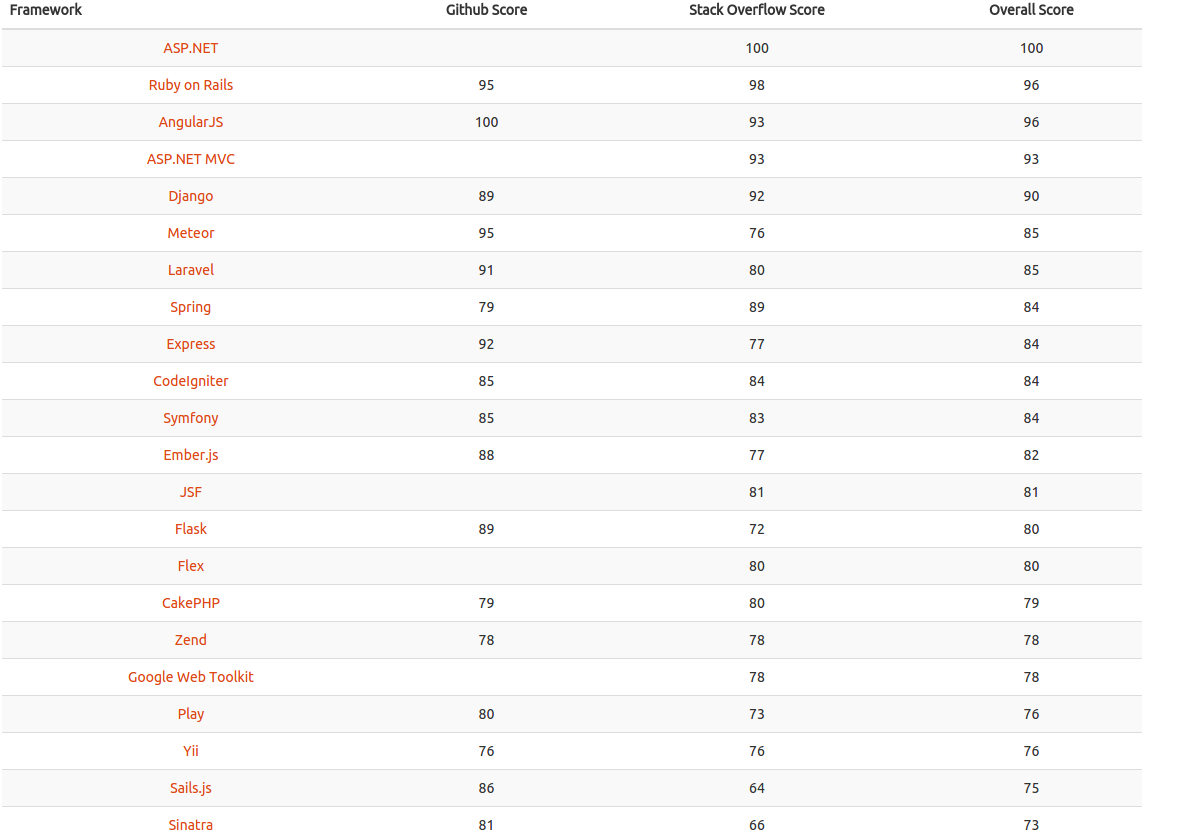 Framework Github Score Stack Overflow Score Overall Score
ASP.NET 100 100
Ruby on Rails 95 98 96
AngularJS 100 93 96
ASP.NET MVC 93 93
Django 89 92 90
Meteor 95 76 85
Laravel 91 80 85
Spring 79 89 84
Express 92 77 84
CodeIgniter 85 84 84
Symfony 85 83 84
Ember.js 88 77 82
JSF 81 81
Flask 89 72 80
Flex 80 80
CakePHP 79 80 79
Zend 78 78 78
Google Web Toolkit 78 78
Play 80 73 76
Yii 76 76 76
Sails.js 86 64 75
Sinatra 81 66 73